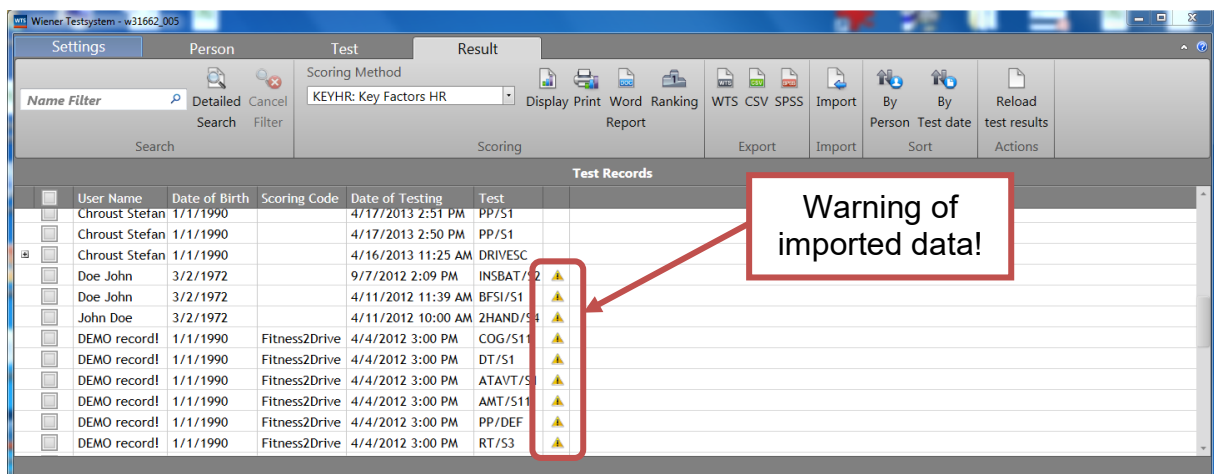 WTS Wiener Testsystem - w31662_005
Settings Person Test Result
Name Filter
Detailed Search
Cancel Filter
Search
Scoring Method
KEYHR: Key Factors HR
Display Print Word Report Ranking
Scoring
WTS CSV SPSS
Export
Import
Import
By Person By Test date
Sort
Reload test results
Actions
Test Records
User Name Date of Birth Scoring Code Date of Testing Test
Chroust Stefan 1/1/1990 4/17/2013 2:51 PM PP/S1
Chroust Stefan 1/1/1990 4/17/2013 2:50 PM PP/S1
Chroust Stefan 1/1/1990 4/16/2013 11:25 AM DRIVESC
Doe John 3/2/1972 9/7/2012 2:09 PM INSBAT/S2
Doe John 3/2/1972 4/11/2012 11:39 AM BFSI/S1
John Doe 3/2/1972 4/11/2012 10:00 AM 2HAND/S4
DEMO record! 1/1/1990 Fitness2Drive 4/4/2012 3:00 PM COG/S11
DEMO record! 1/1/1990 Fitness2Drive 4/4/2012 3:00 PM DT/S1
DEMO record! 1/1/1990 Fitness2Drive 4/4/2012 3:00 PM ATAVT/S1
DEMO record! 1/1/1990 Fitness2Drive 4/4/2012 3:00 PM AMT/S11
DEMO record! 1/1/1990 Fitness2Drive 4/4/2012 3:00 PM PP/DEF
DEMO record! 1/1/1990 Fitness2Drive 4/4/2012 3:00 PM RT/S3
Warning of
imported data!